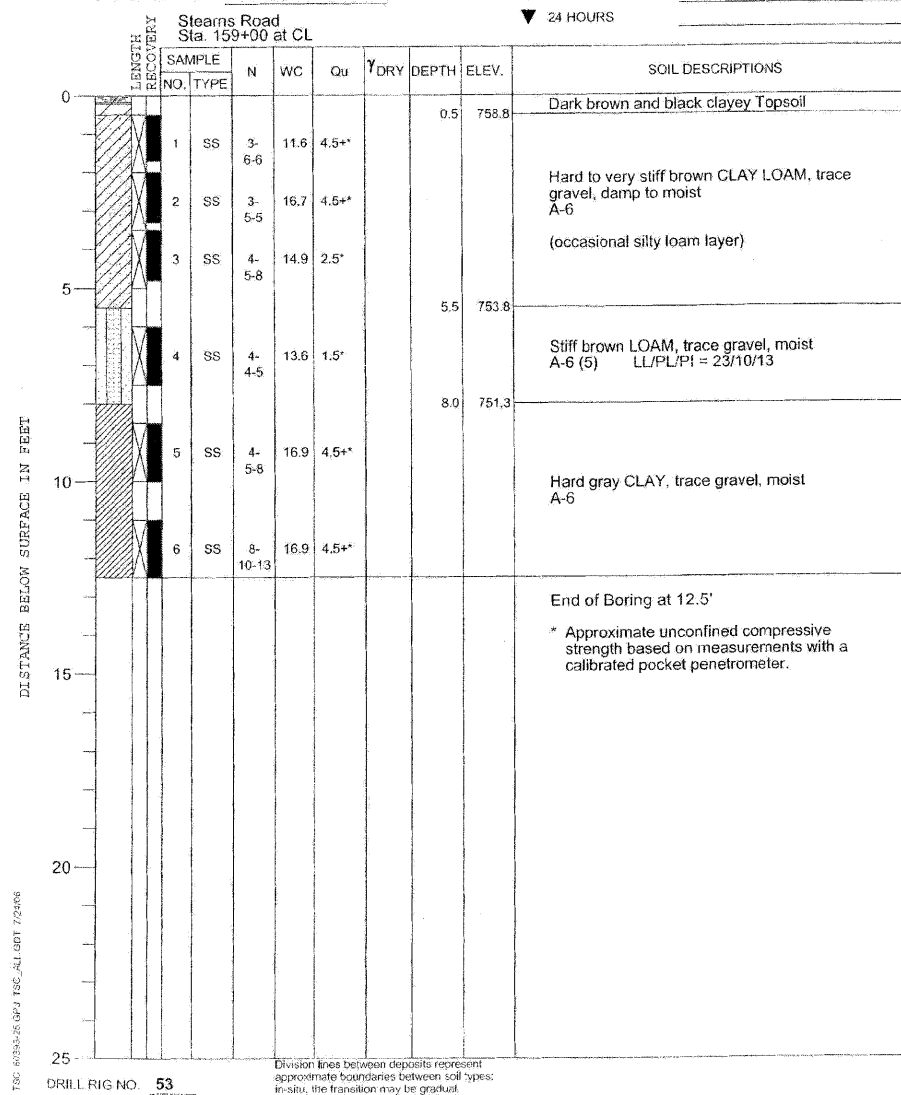 Stearns Road
Sta. 159+00 at CL
▼ 24 HOURS
LENGTH
RECOVERY
SAMPLE
NO. TYPE
N WC Qu γDRY DEPTH ELEV. SOIL DESCRIPTIONS
0
0.5 758.8 Dark brown and black clayey Topsoil
1 SS 3- 11.6 4.5+*
6-6
Hard to very stiff brown CLAY LOAM, trace
gravel, damp to moist
A-6
2 SS 3- 16.7 4.5+*
5-5
(occasional silty loam layer)
3 SS 4- 14.9 2.5*
5-8
5
5.5 753.8
Stiff brown LOAM, trace gravel, moist
A-6 (5) LL/PL/PI = 23/10/13
4 SS 4- 13.6 1.5*
4-5
8.0 751.3
5 SS 4- 16.9 4.5+*
5-8
10
Hard gray CLAY, trace gravel, moist
A-6
6 SS 8- 16.9 4.5+*
10-13
End of Boring at 12.5'
* Approximate unconfined compressive
strength based on measurements with a
calibrated pocket penetrometer.
15
20
25
DISTANCE BELOW SURFACE IN FEET
TSC 60393-26.GPJ TSC_ALL.GDT 7/24/06
DRILL RIG NO. 53
Division lines between deposits represent
approximate boundaries between soil types;
in-situ, the transition may be gradual.